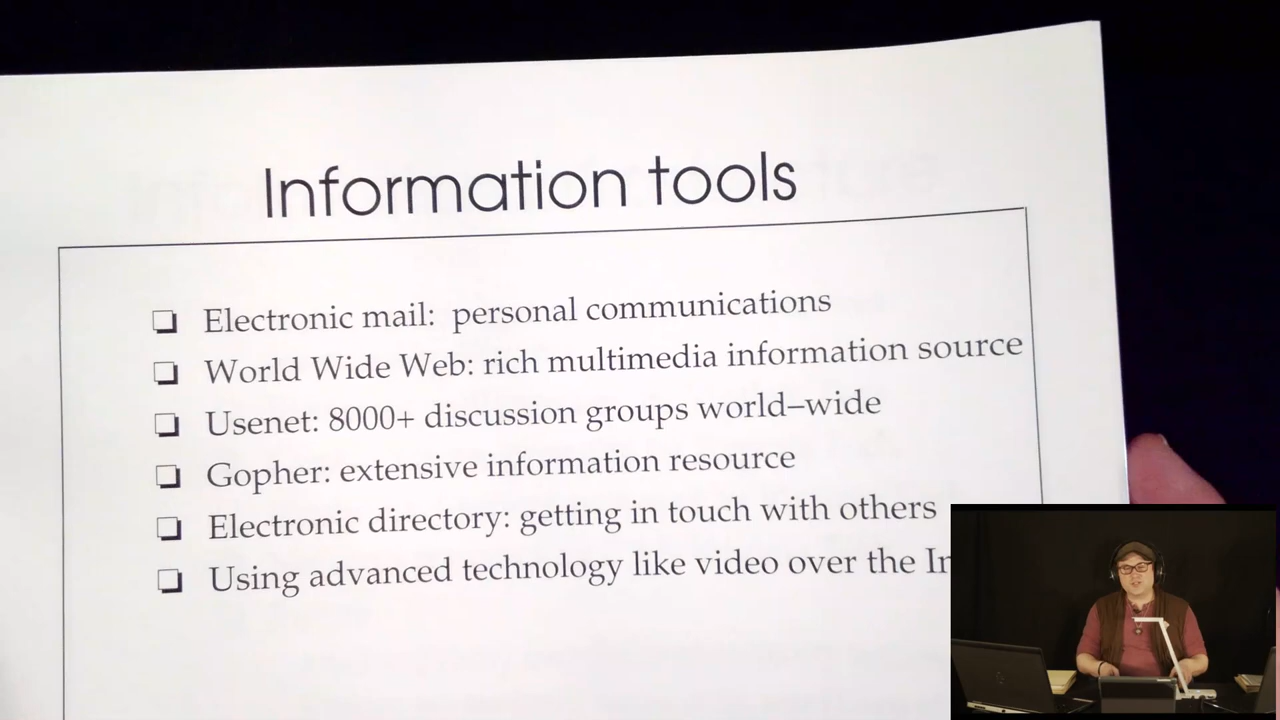 Information tools
Electronic mail: personal communications
World Wide Web: rich multimedia information source
Usenet: 8000+ discussion groups world–wide
Gopher: extensive information resource
Electronic directory: getting in touch with others
Using advanced technology like video over the